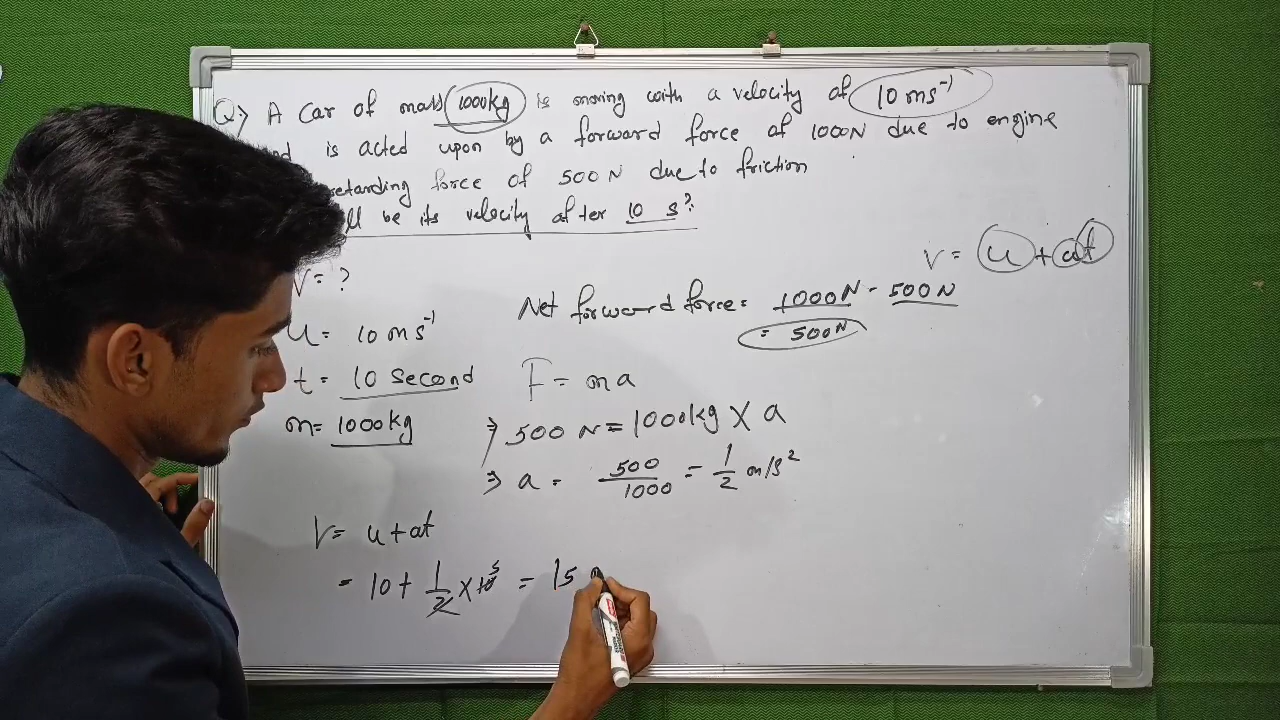 Q> A car of mass 1000kg is moving with a velocity of 10 ms⁻¹
is acted upon by a forward force of 1000N due to engine
retarding force of 500 N due to friction
be its velocity after 10 s?
V = u + at
V = ?
Net forward force = 1000N - 500N
= 500N
u = 10 ms⁻¹
t = 10 second
F = ma
m = 1000kg
⇒ 500 N = 1000kg X a
⇒ a = 500/1000 = 1/2 m/s²
V = u + at
= 10 + 1/2 x 10 5 = 15